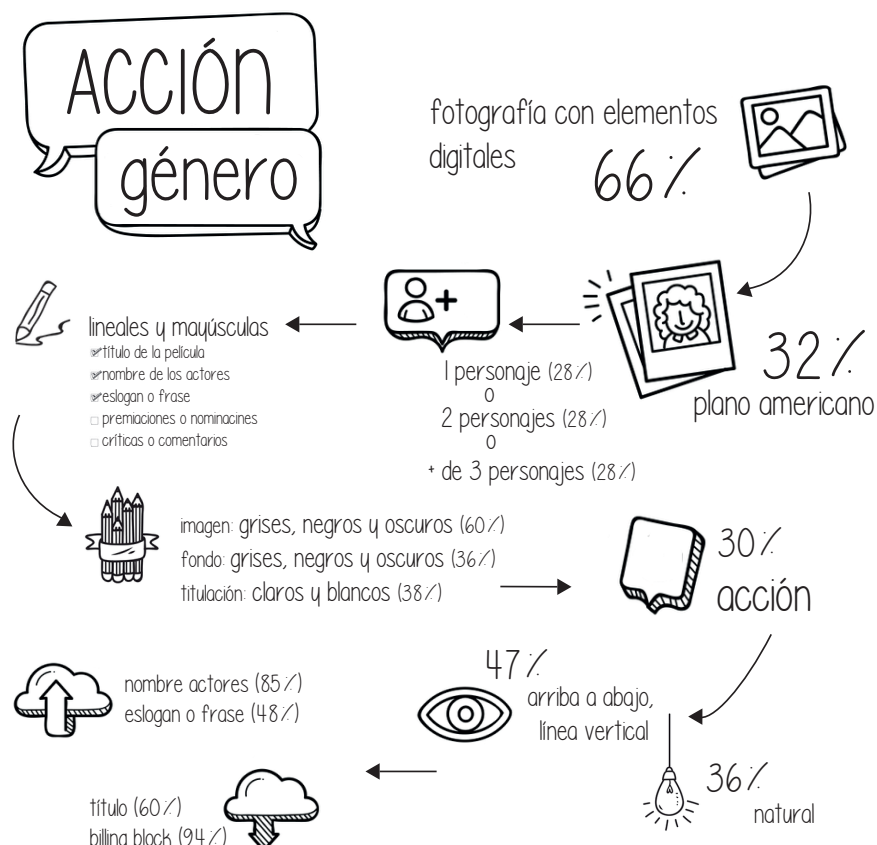 ACCIÓN
género
fotografía con elementos
digitales
66%
32%
plano americano
1 personaje (28%)
o
2 personajes (28%)
o
+ de 3 personajes (28%)
lineales y mayúsculas
título de la película
nombre de los actores
eslogan o frase
premiaciones o nominacines
críticas o comentarios
imagen: grises, negros y oscuros (60%)
fondo: grises, negros y oscuros (36%)
titulación: claros y blancos (38%)
30%
acción
36%
natural
47%
arriba a abajo,
línea vertical
nombre actores (85%)
eslogan o frase (48%)
título (60%)
billing block (94%)